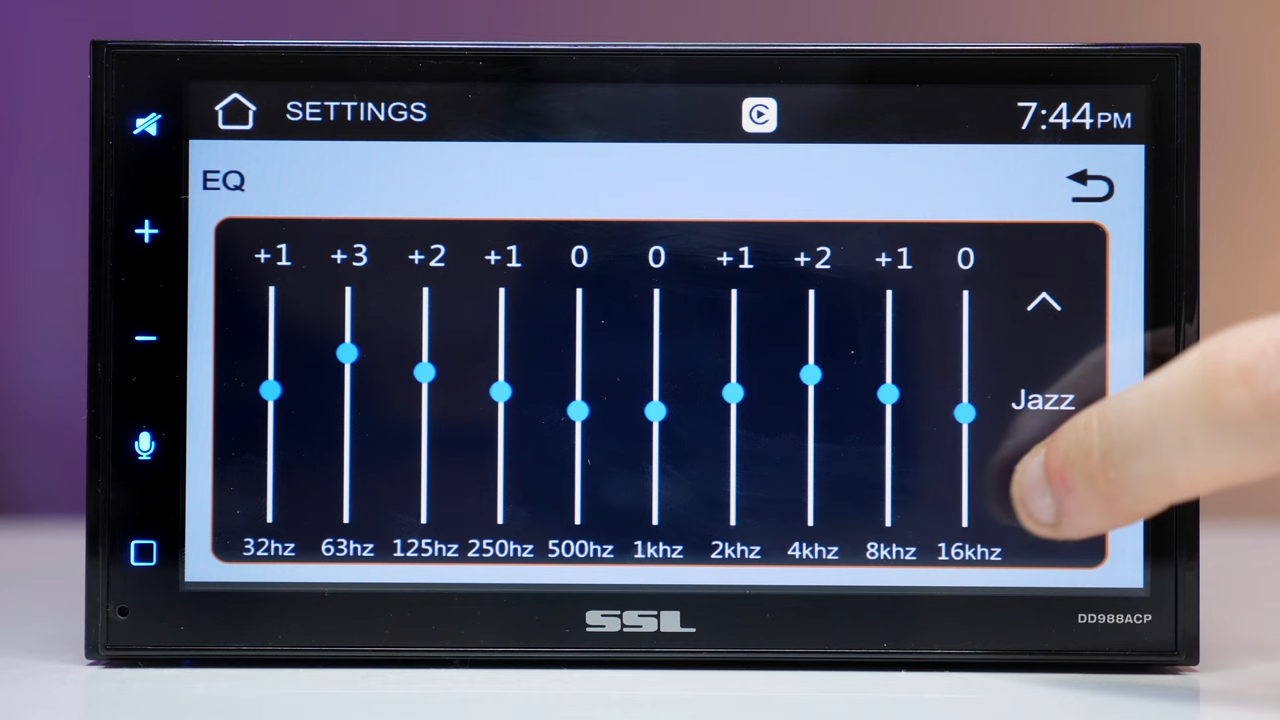 SETTINGS 7:44PM
EQ
+1 +3 +2 +1 0 0 +1 +2 +1 0
Jazz
32hz 63hz 125hz 250hz 500hz 1khz 2khz 4khz 8khz 16khz
SSL
DD988ACP